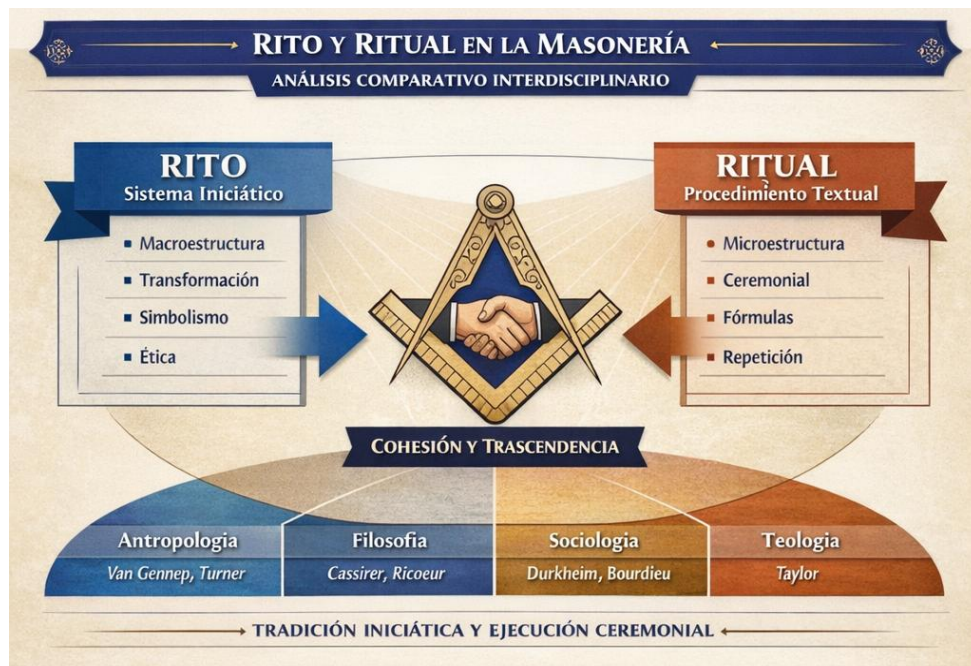 RITO Y RITUAL EN LA MASONERÍA
ANÁLISIS COMPARATIVO INTERDISCIPLINARIO
RITO
Sistema Iniciático
Macroestructura
Transformación
Simbolismo
Ética
RITUAL
Procedimiento Textual
Microestructura
Ceremonial
Fórmulas
Repetición
COHESIÓN Y TRASCENDENCIA
Antropologia
Van Gennep, Turner
Filosofia
Cassirer, Ricoeur
Sociologia
Durkheim, Bourdieu
Teologia
Taylor
TRADICIÓN INICIÁTICA Y EJECUCIÓN CEREMONIAL